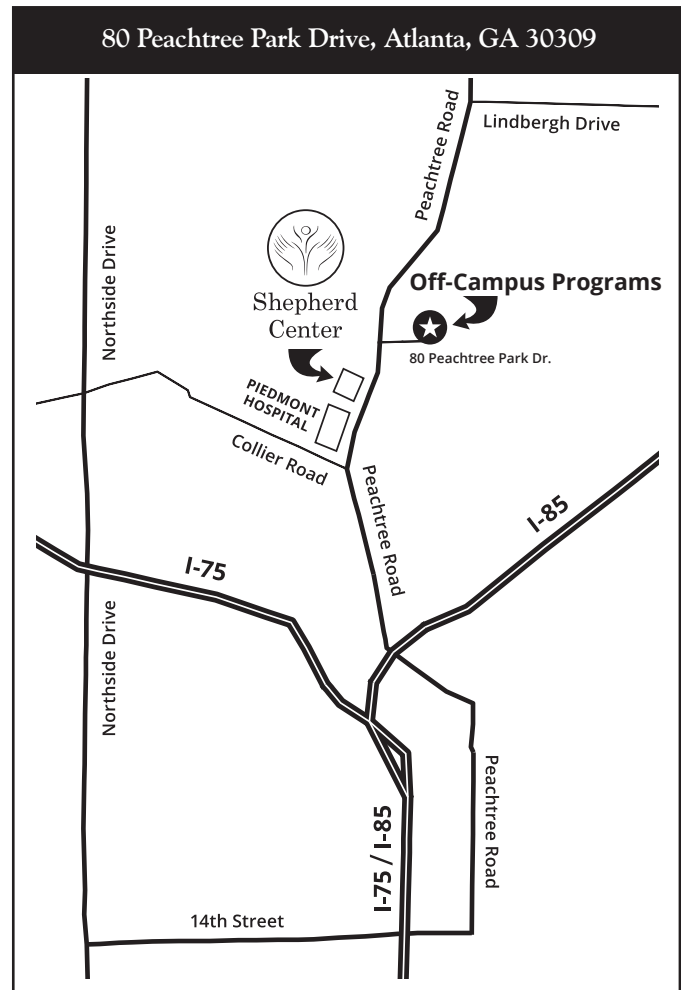 80 Peachtree Park Drive, Atlanta, GA 30309
Peachtree Road
Lindbergh Drive
Northside Drive
Shepherd
Center
Off-Campus Programs
80 Peachtree Park Dr.
PIEDMONT
HOSPITAL
Collier Road
Peachtree Road
I-85
I-75
Northside Drive
Peachtree Road
I-75 / I-85
14th Street